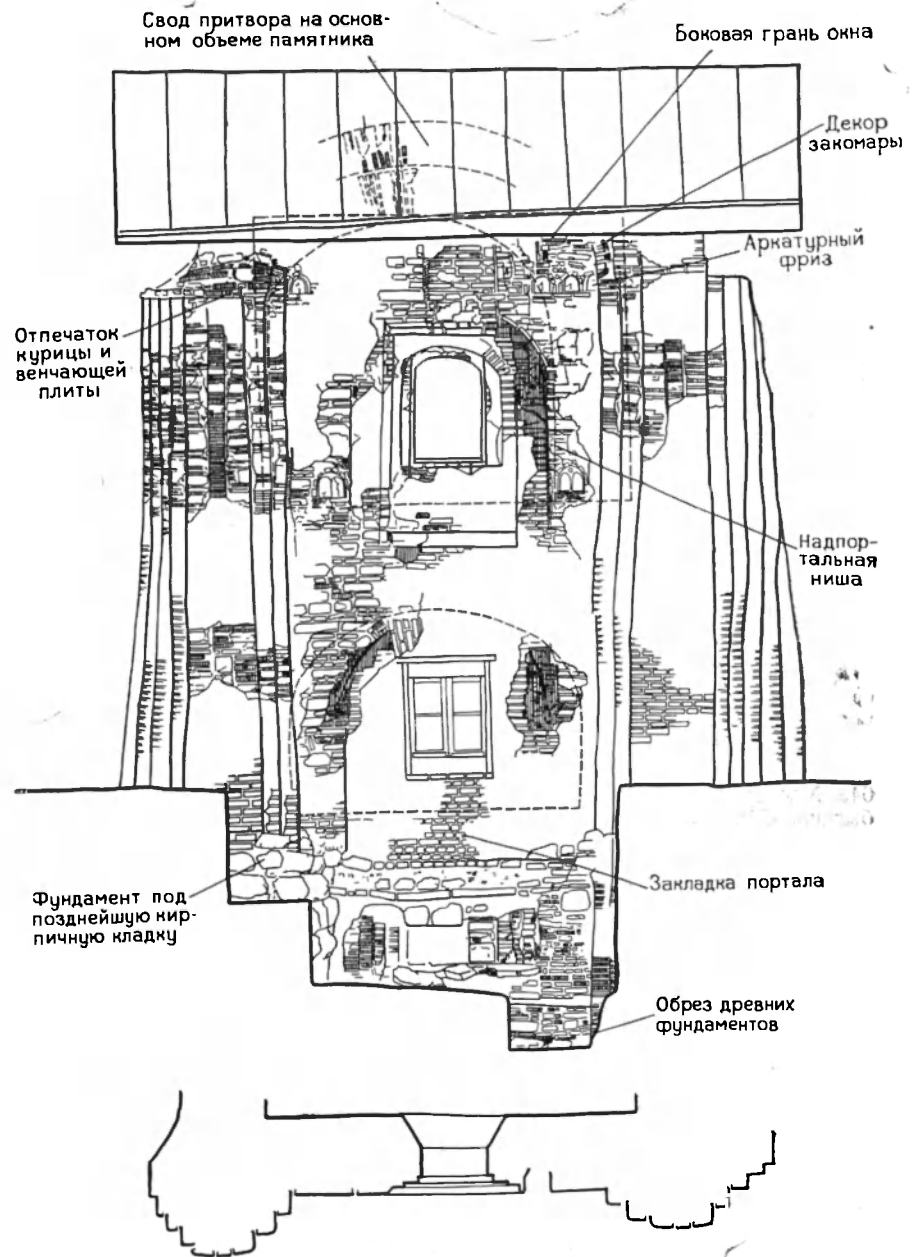 Свод притвора на основ-
ном объеме памятника
Боковая грань окна
Декор
закомары
Аркатурный
фриз
Отпечаток
курицы и
венчающей
плиты
Надпор-
тальная
ниша
Закладка портала
Фундамент под
позднейшую кир-
пичную кладку
Обрез древних
фундаментов